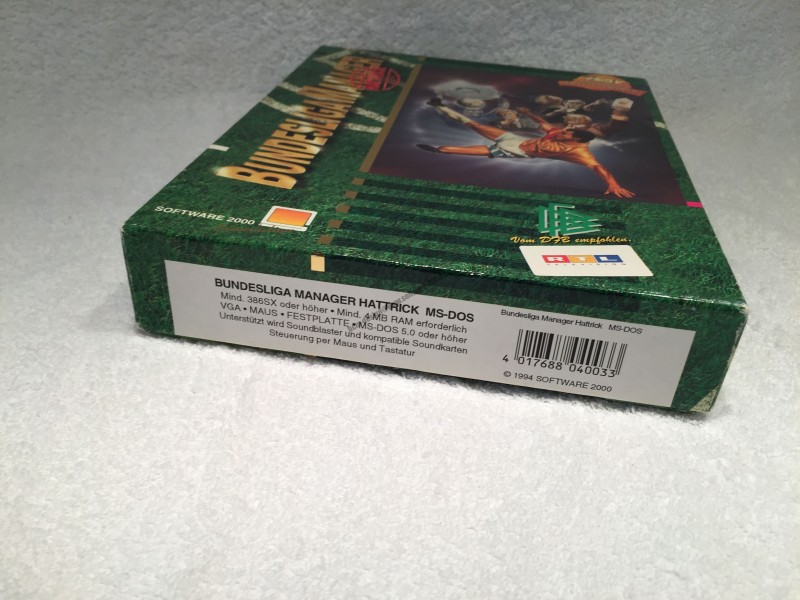 BUNDESLIGA MANAGER
SOFTWARE 2000
Vom DFB empfohlen.
RTL
TELEVISION
BUNDESLIGA MANAGER HATTRICK MS-DOS
Mind. 386SX oder höher • Mind. 4 MB RAM erforderlich
VGA • MAUS • FESTPLATTE • MS-DOS 5.0 oder höher
Unterstützt wird Soundblaster und kompatible Soundkarten
Steuerung per Maus und Tastatur
Bundesliga Manager Hattrick MS-DOS
4 017688 040033
© 1994 SOFTWARE 2000